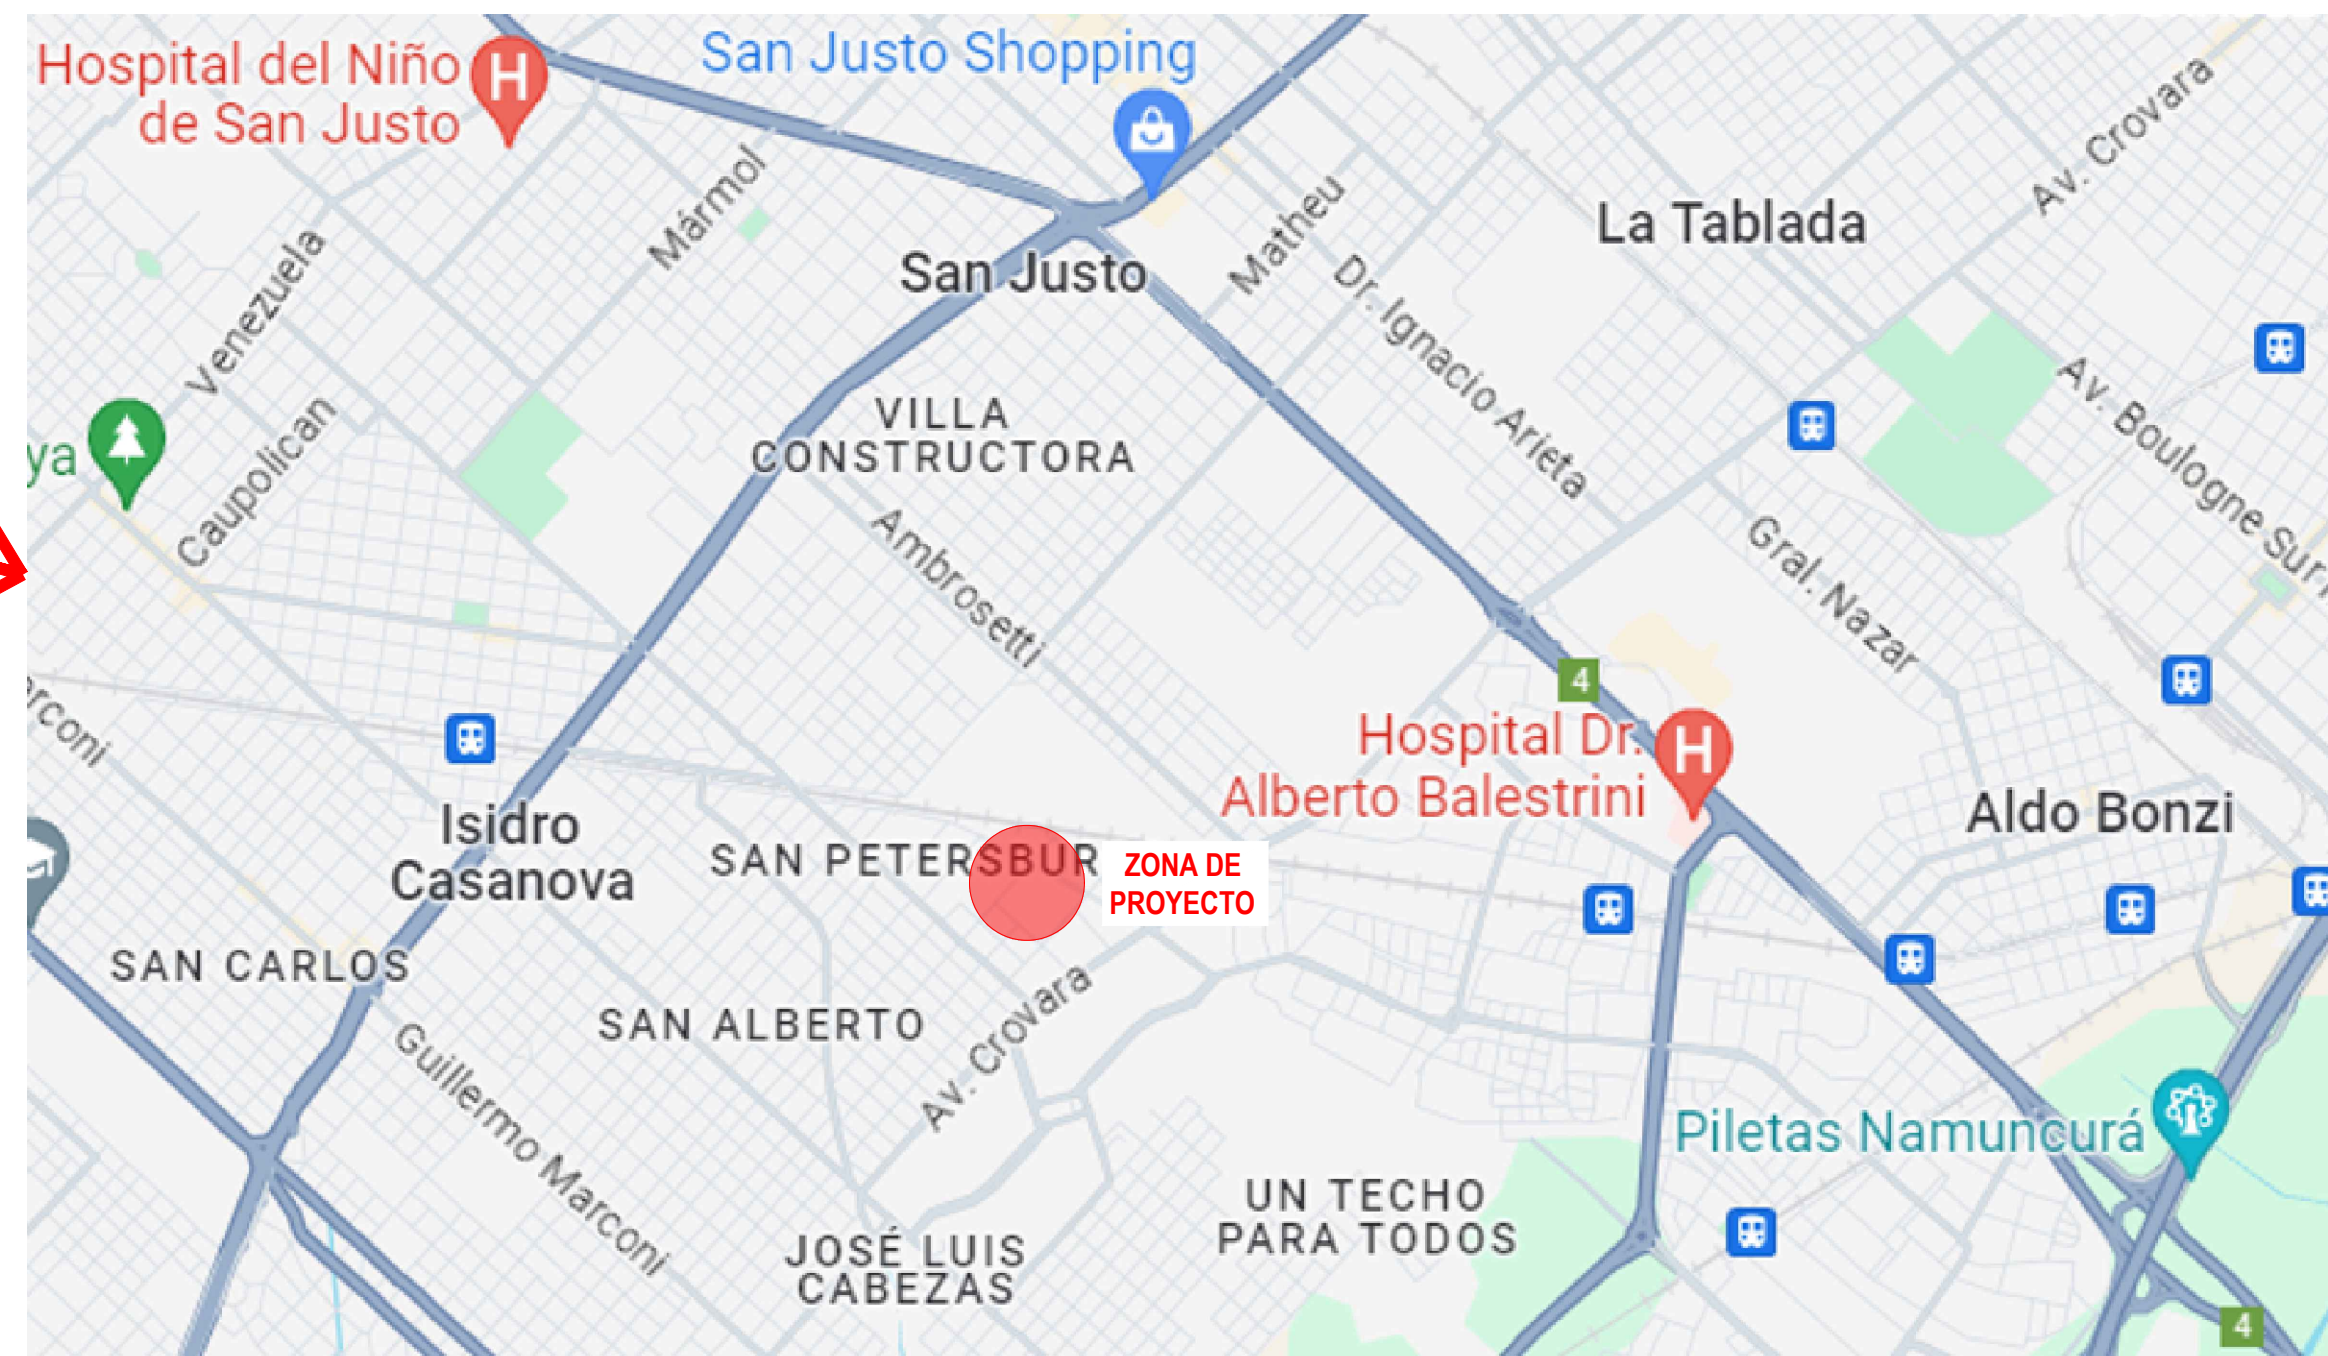 Hospital del Niño
de San Justo
San Justo Shopping
Av. Crovara
Mármol
La Tablada
Matheu
San Justo
Venezuela
Dr. Ignacio Arieta
VILLA
CONSTRUCTORA
Av. Boulogne Sur
ya
Caupolican
Ambrosetti
Gral. Nazar
4
rconi
Hospital Dr.
Alberto Balestrini
Isidro
Casanova
Aldo Bonzi
SAN PETERSBUR
ZONA DE
PROYECTO
SAN CARLOS
SAN ALBERTO
Av. Crovara
Guillermo Marconi
Piletas Namuncurá
UN TECHO
PARA TODOS
JOSÉ LUIS
CABEZAS
4